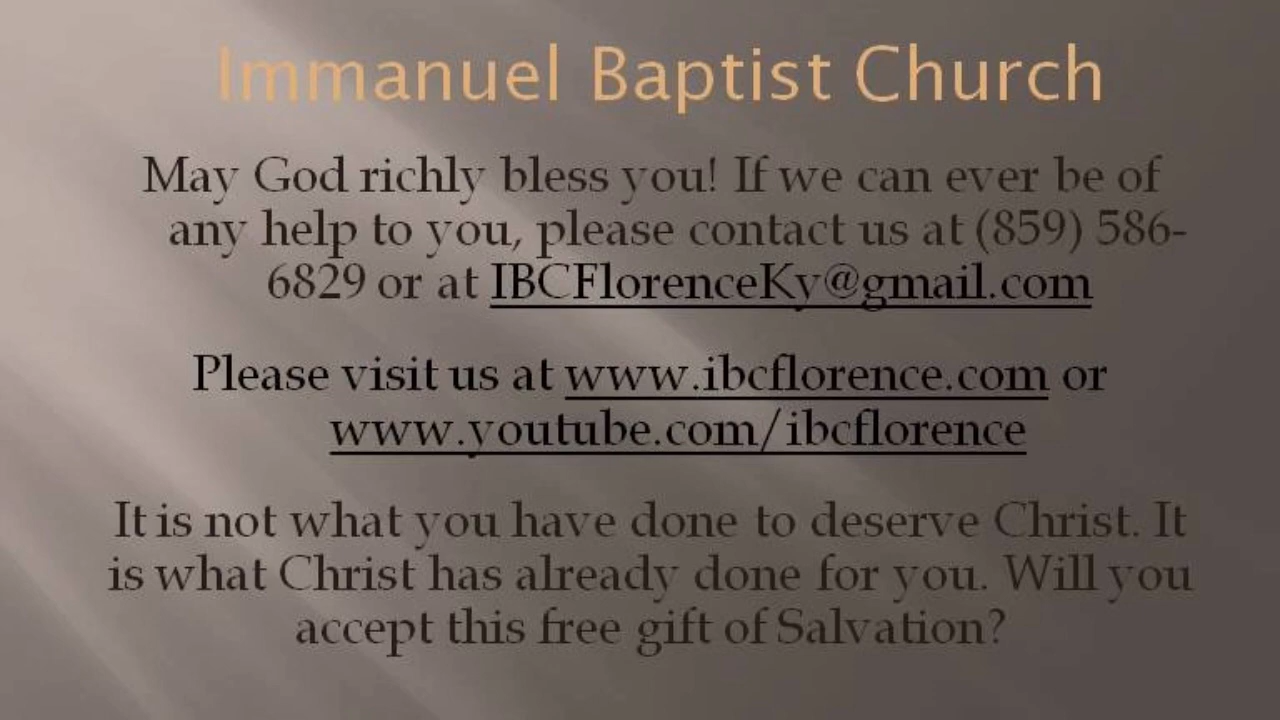 Immanuel Baptist Church
May God richly bless you! If we can ever be of
any help to you, please contact us at (859) 586-
6829 or at IBCFlorenceKy@gmail.com
Please visit us at www.ibcflorence.com or
www.youtube.com/ibcflorence
It is not what you have done to deserve Christ. It
is what Christ has already done for you. Will you
accept this free gift of Salvation?